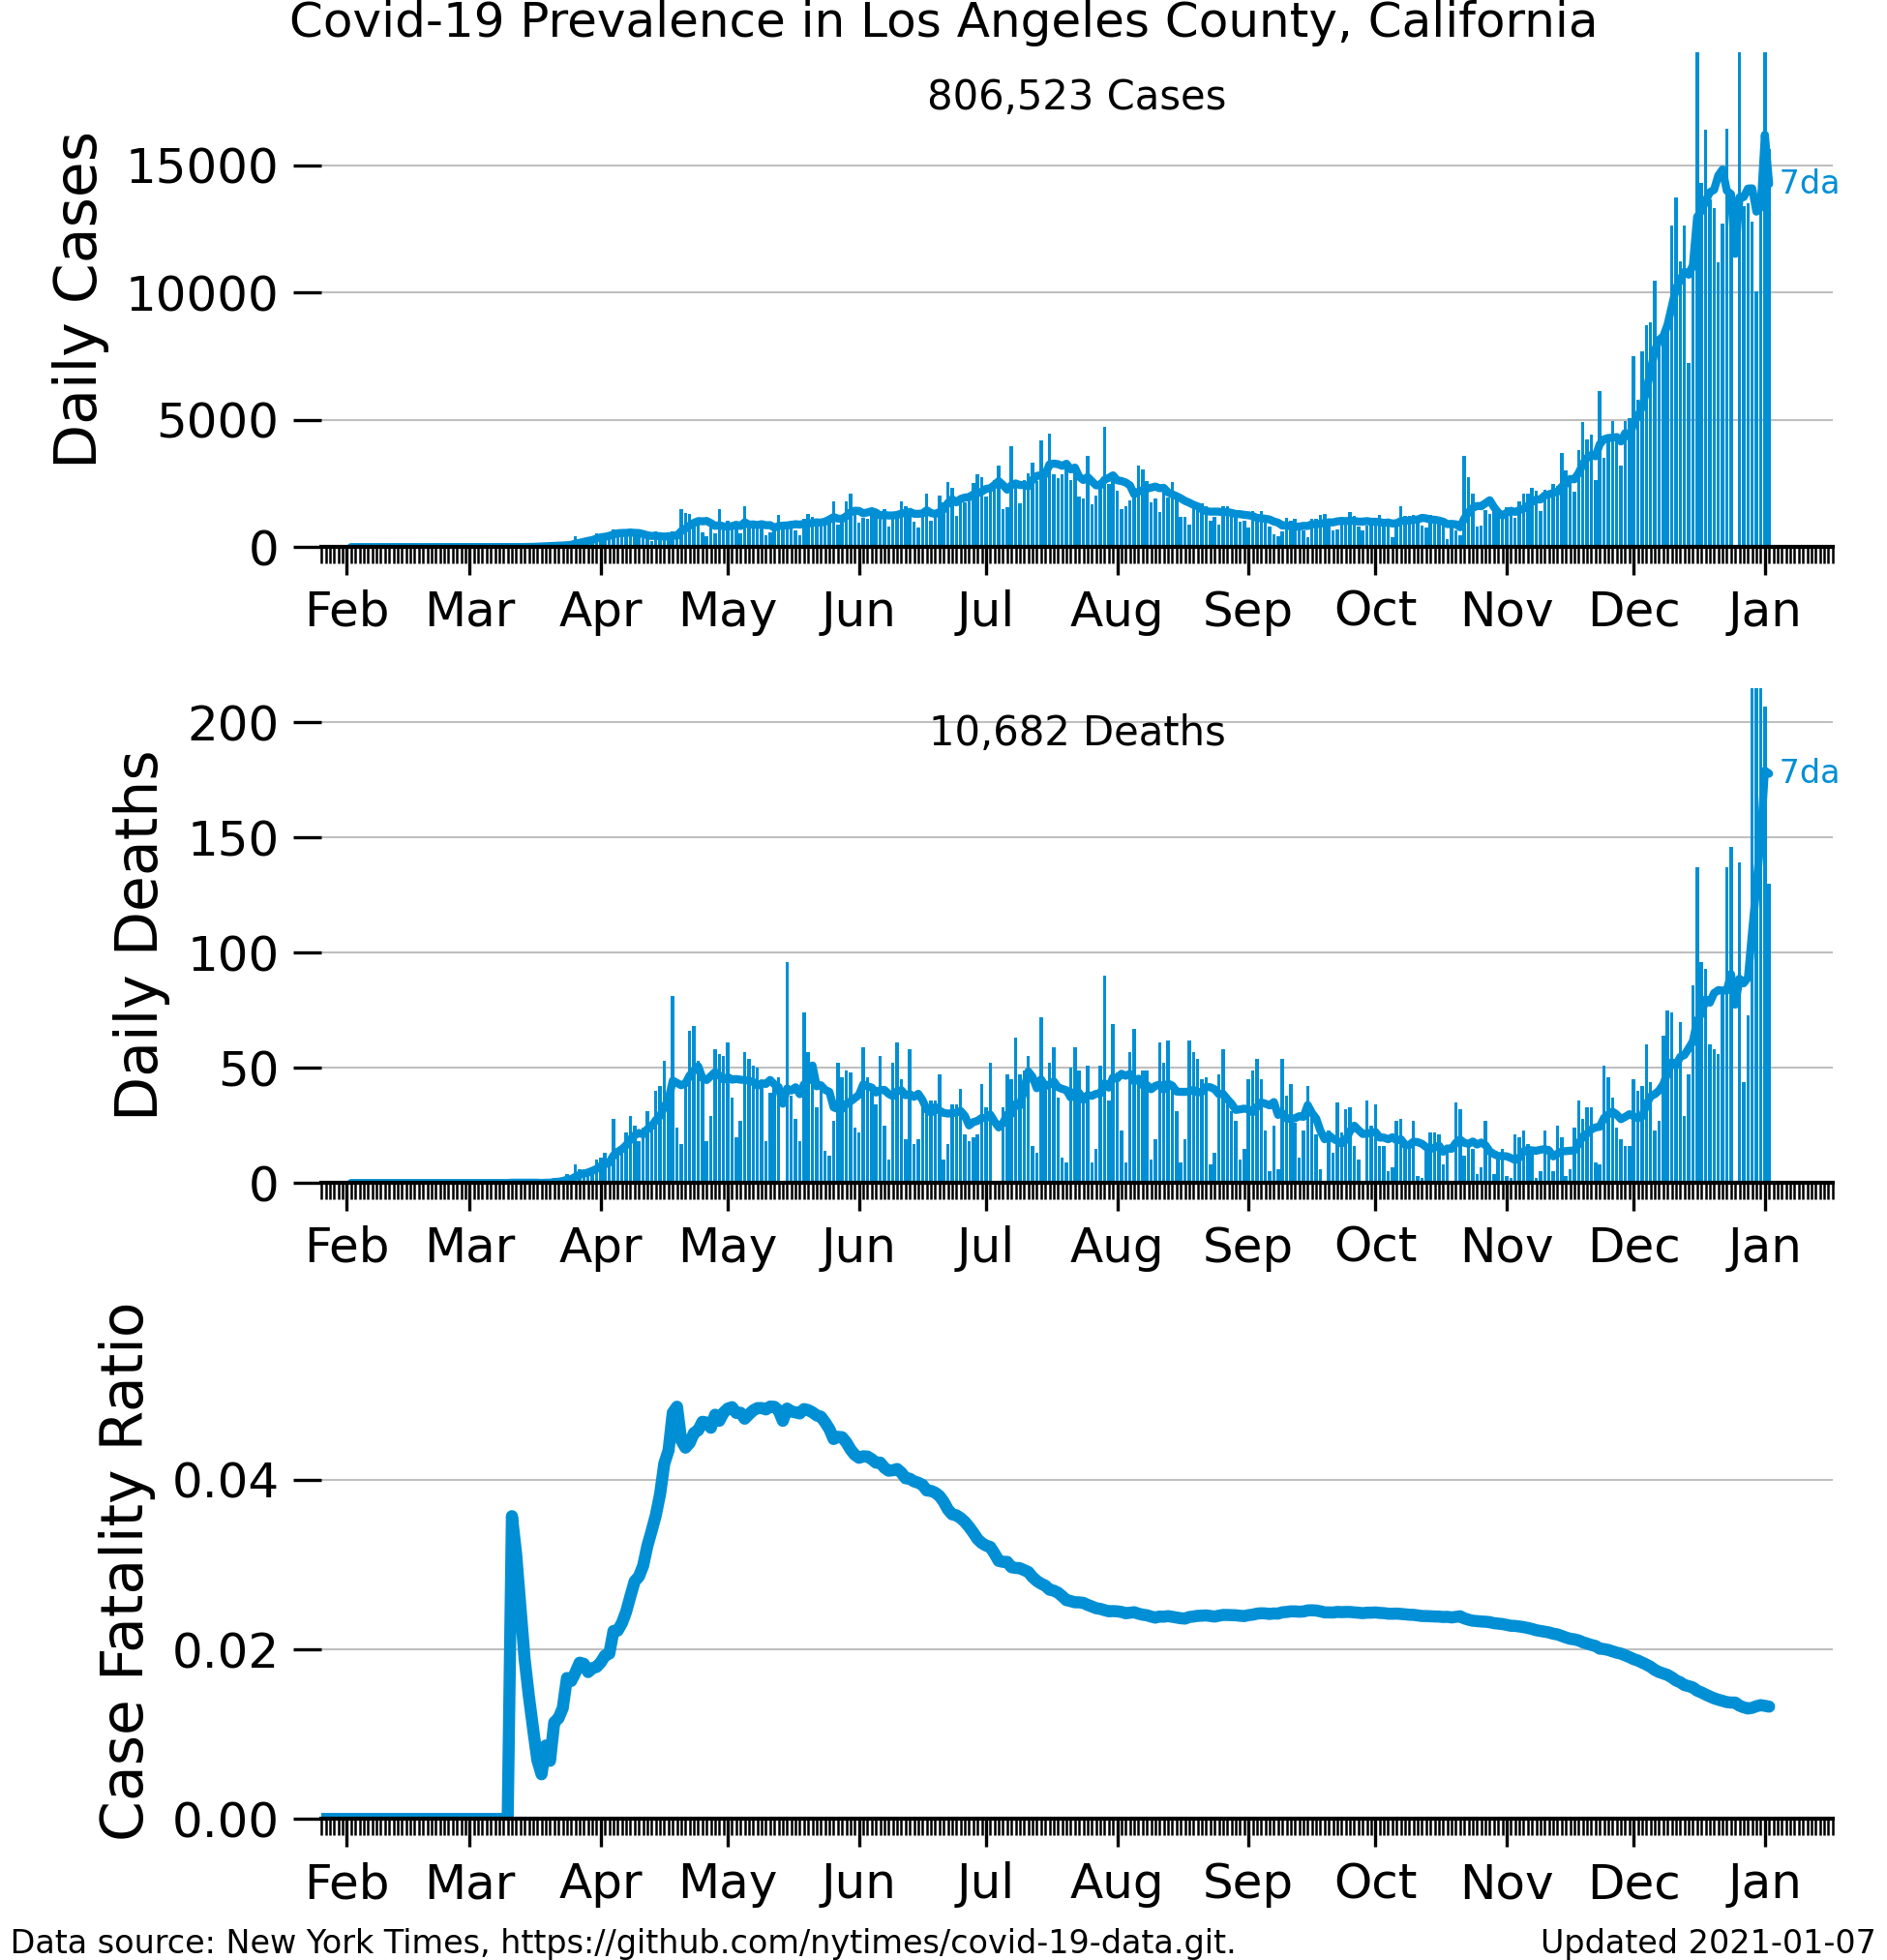 Covid-19 Prevalence in Los Angeles County, California
806,523 Cases
Daily Cases
15000
10000
5000
0
7da
Feb Mar Apr May Jun Jul Aug Sep Oct Nov Dec Jan
10,682 Deaths
Daily Deaths
200
150
100
50
0
7da
Feb Mar Apr May Jun Jul Aug Sep Oct Nov Dec Jan
Case Fatality Ratio
0.04
0.02
0.00
Feb Mar Apr May Jun Jul Aug Sep Oct Nov Dec Jan
Data source: New York Times, https://github.com/nytimes/covid-19-data.git.
Updated 2021-01-07